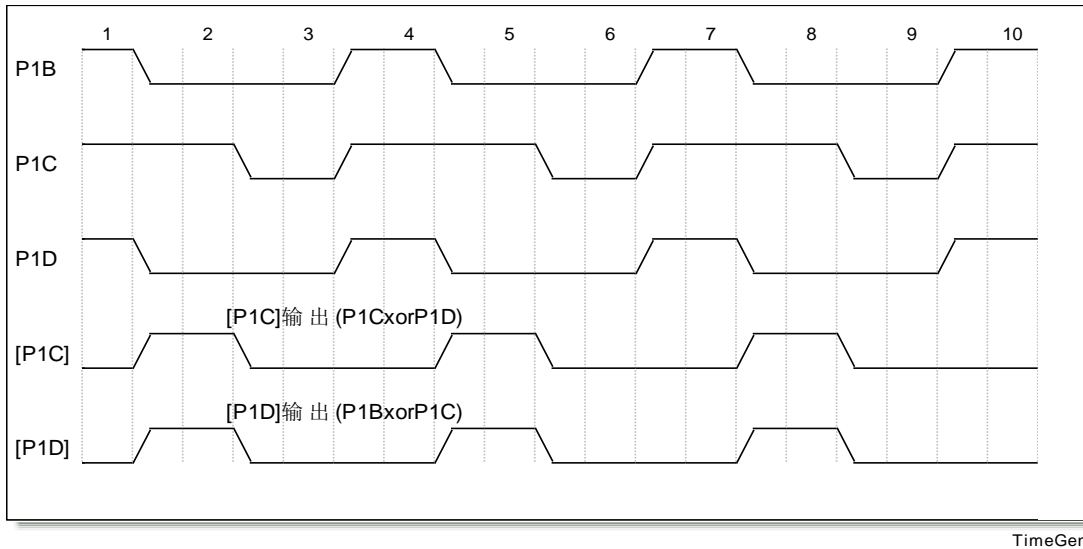 1 2 3 4 5 6 7 8 9 10
P1B
P1C
P1D
[P1C]输 出 (P1CxorP1D)
[P1C]
[P1D]输 出 (P1BxorP1C)
[P1D]
TimeGen